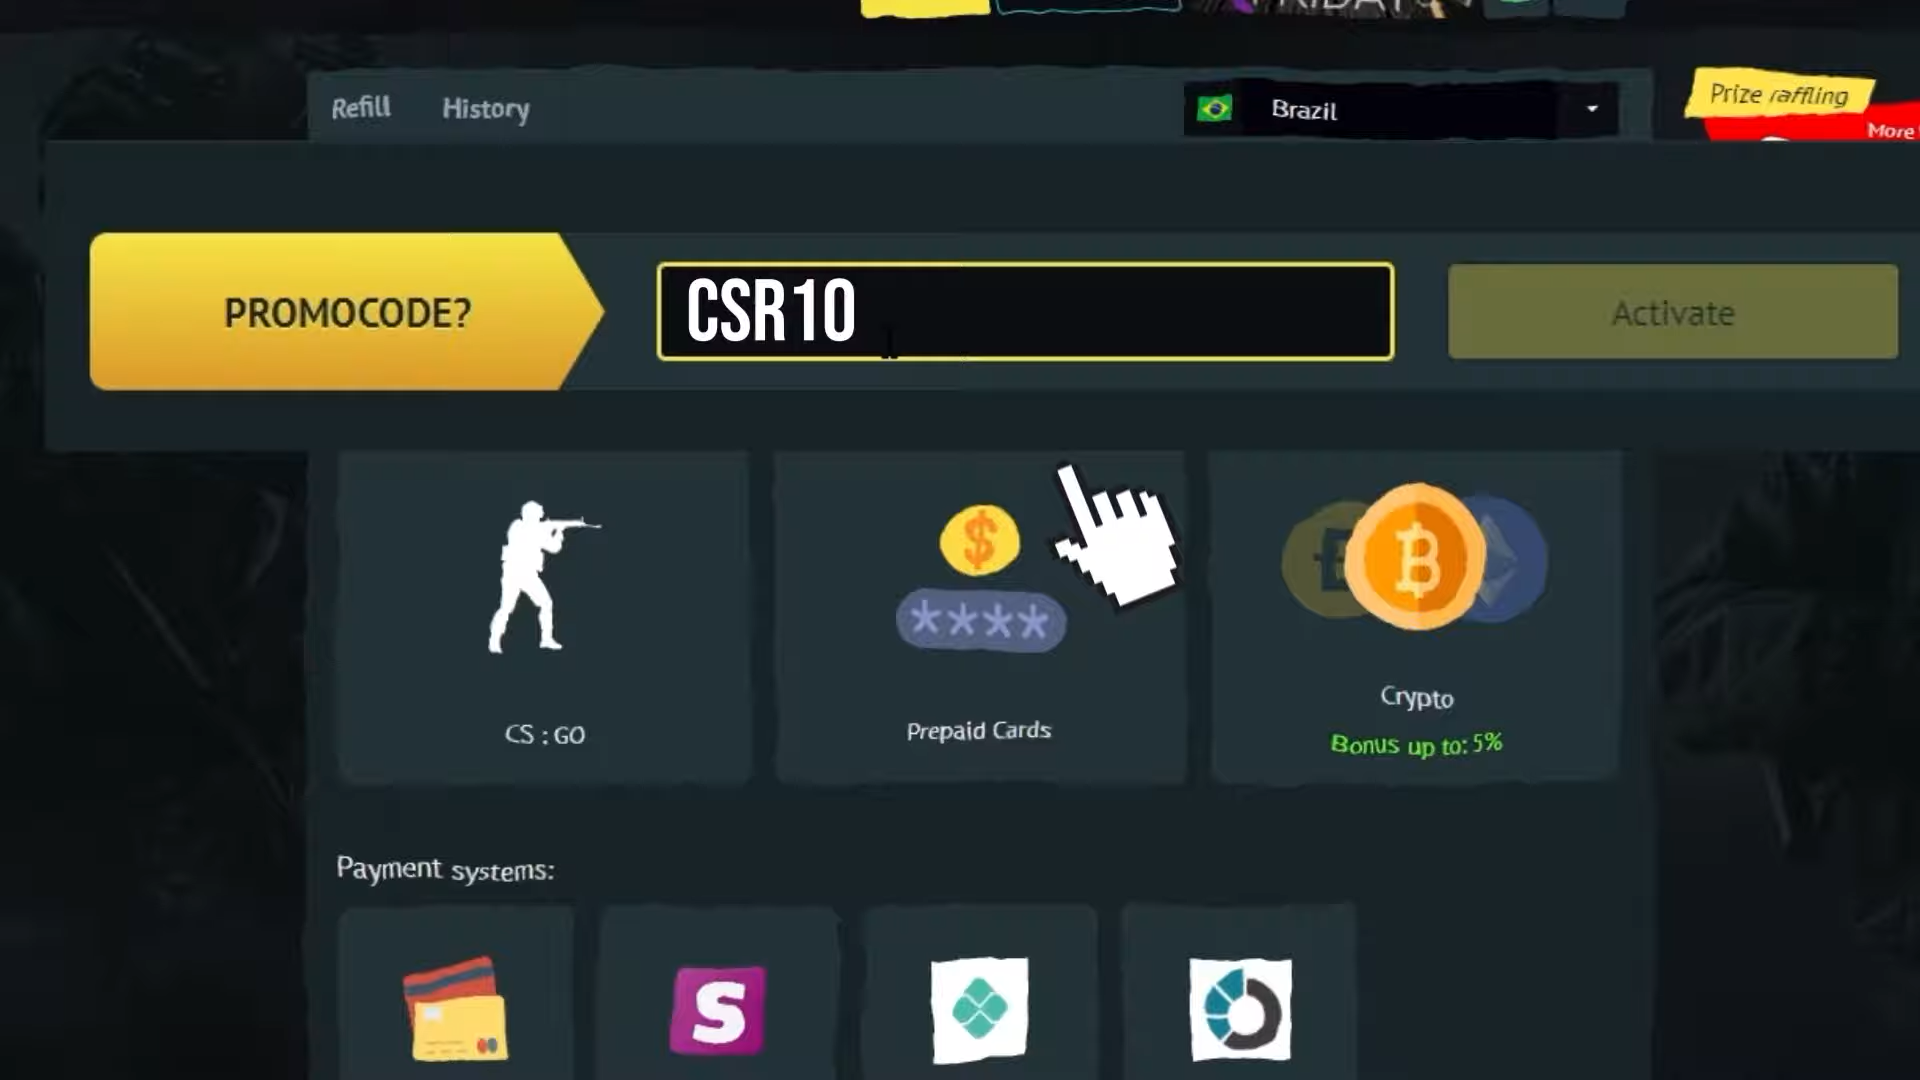 Refill
History
Brazil
Prize raffling
More
PROMOCODE?
CSR10
Activate
$
****
CS : GO
Prepaid Cards
Crypto
Bonus up to: 5%
Payment systems:
S